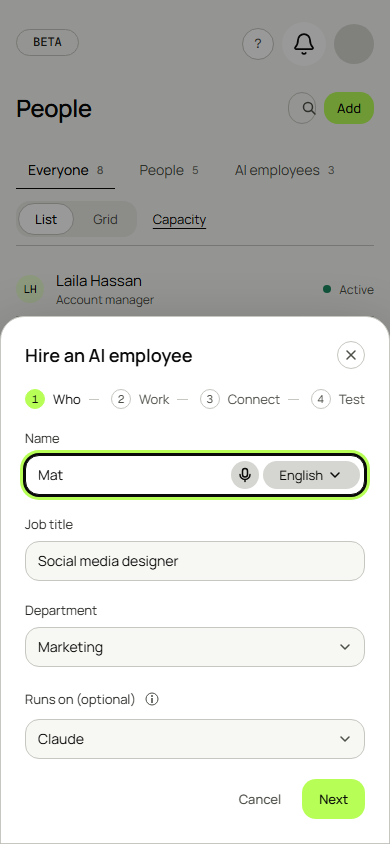 BETA
?
People
Add
Everyone 8 People 5 AI employees 3
List Grid Capacity
LH Laila Hassan Active
Account manager
Hire an AI employee
1 Who 2 Work 3 Connect 4 Test
Name
Mat English
Job title
Social media designer
Department
Marketing
Runs on (optional)
Claude
Cancel Next